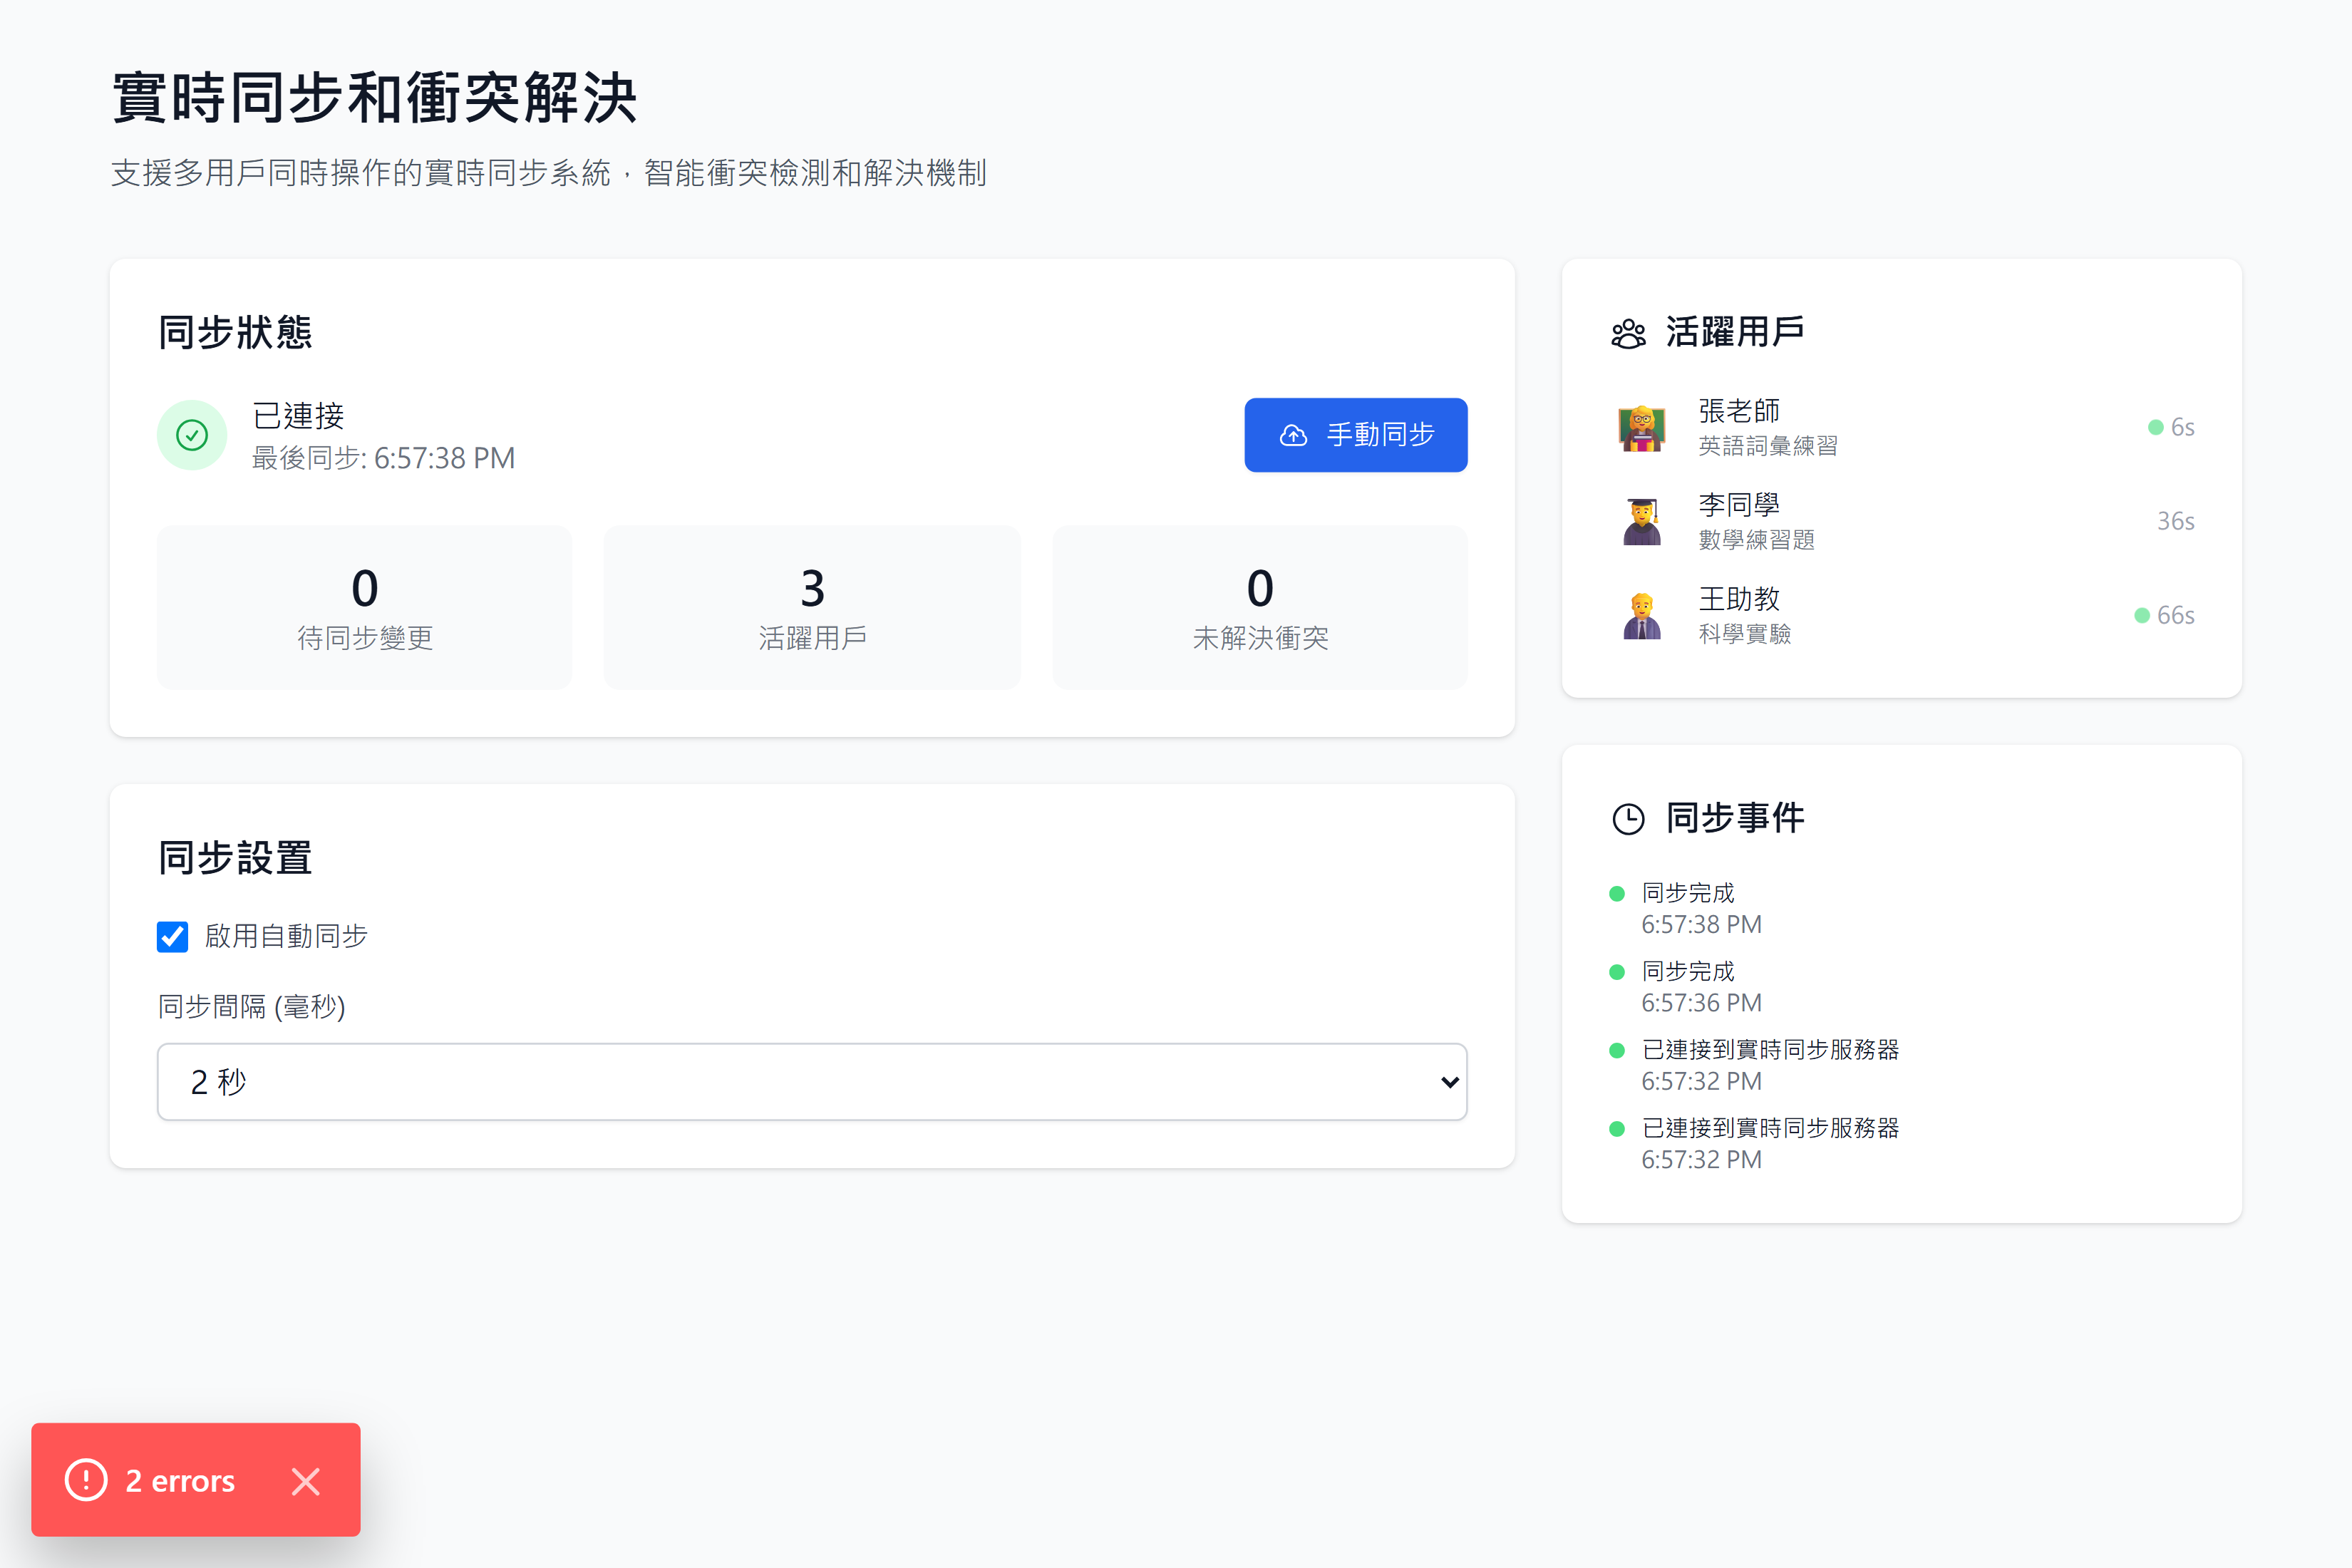 實時同步和衝突解決
支援多用戶同時操作的實時同步系統，智能衝突檢測和解決機制
同步狀態
已連接
最後同步: 6:57:38 PM
手動同步
0
待同步變更
3
活躍用戶
0
未解決衝突
同步設置
啟用自動同步
同步間隔 (毫秒)
2 秒
活躍用戶
張老師
英語詞彙練習
6s
李同學
數學練習題
36s
王助教
科學實驗
66s
同步事件
同步完成
6:57:38 PM
同步完成
6:57:36 PM
已連接到實時同步服務器
6:57:32 PM
已連接到實時同步服務器
6:57:32 PM
2 errors